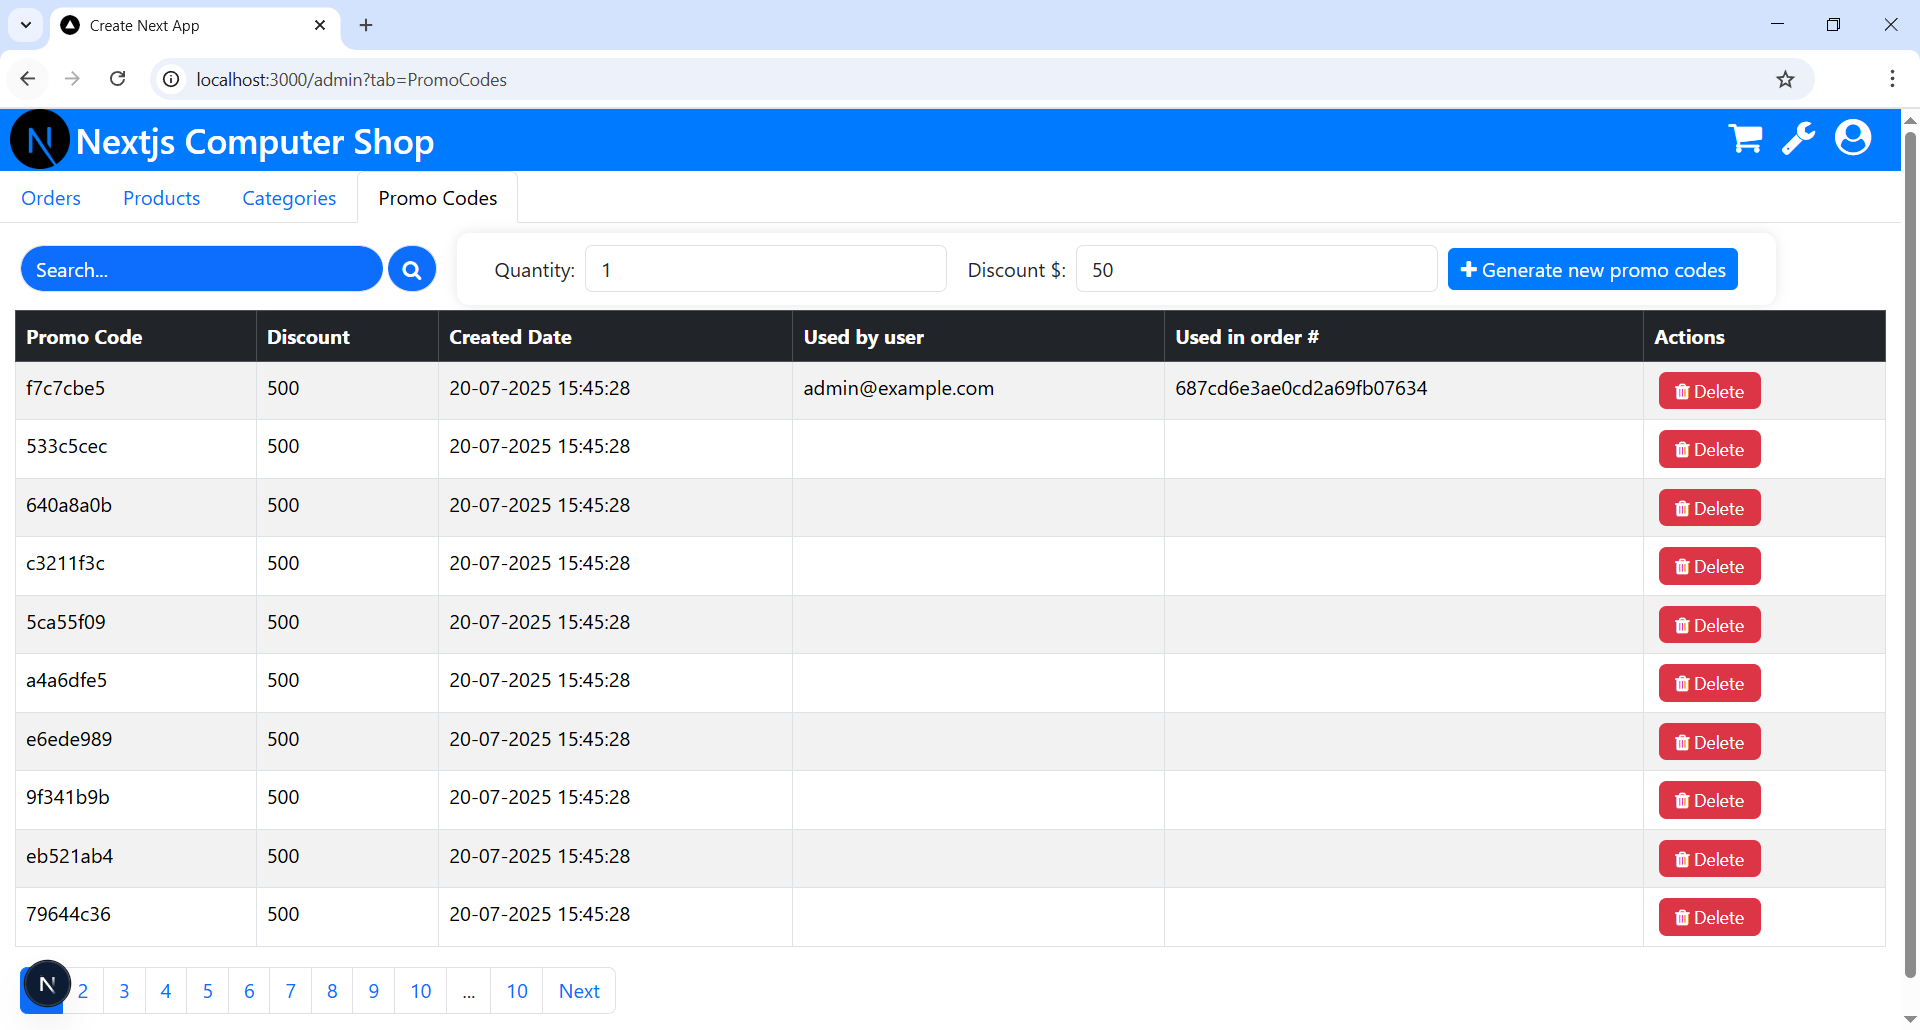 Create Next App
localhost:3000/admin?tab=PromoCodes
N Nextjs Computer Shop
Orders Products Categories Promo Codes
Search... Quantity: 1 Discount $: 50 Generate new promo codes
Promo Code Discount Created Date Used by user Used in order # Actions
f7c7cbe5 500 20-07-2025 15:45:28 admin@example.com 687cd6e3ae0cd2a69fb07634 Delete
533c5cec 500 20-07-2025 15:45:28 Delete
640a8a0b 500 20-07-2025 15:45:28 Delete
c3211f3c 500 20-07-2025 15:45:28 Delete
5ca55f09 500 20-07-2025 15:45:28 Delete
a4a6dfe5 500 20-07-2025 15:45:28 Delete
e6ede989 500 20-07-2025 15:45:28 Delete
9f341b9b 500 20-07-2025 15:45:28 Delete
eb521ab4 500 20-07-2025 15:45:28 Delete
79644c36 500 20-07-2025 15:45:28 Delete
N 2 3 4 5 6 7 8 9 10 ... 10 Next